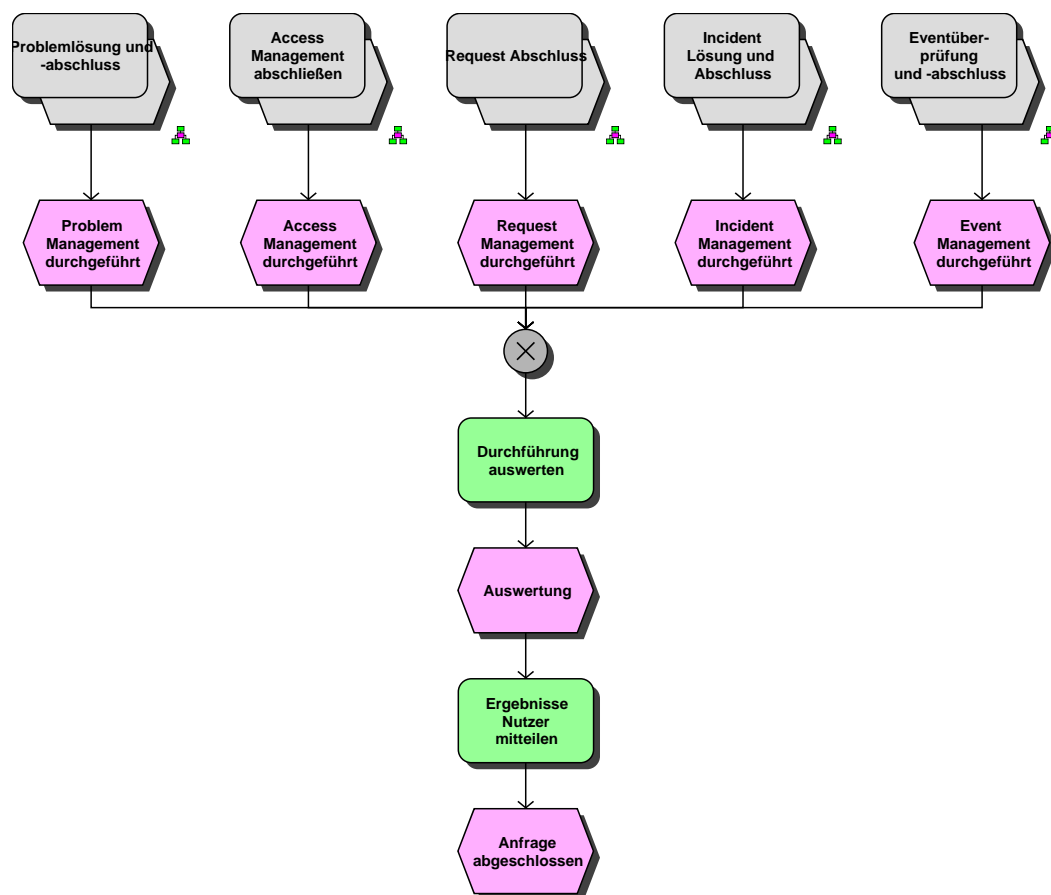 Problemlösung und
-abschluss
Access
Management
abschließen
Request Abschluss
Incident
Lösung und
Abschluss
Eventüber-
prüfung
und -abschluss
Problem
Management
durchgeführt
Access
Management
durchgeführt
Request
Management
durchgeführt
Incident
Management
durchgeführt
Event
Management
durchgeführt
Durchführung
auswerten
Auswertung
Ergebnisse
Nutzer
mitteilen
Anfrage
abgeschlossen